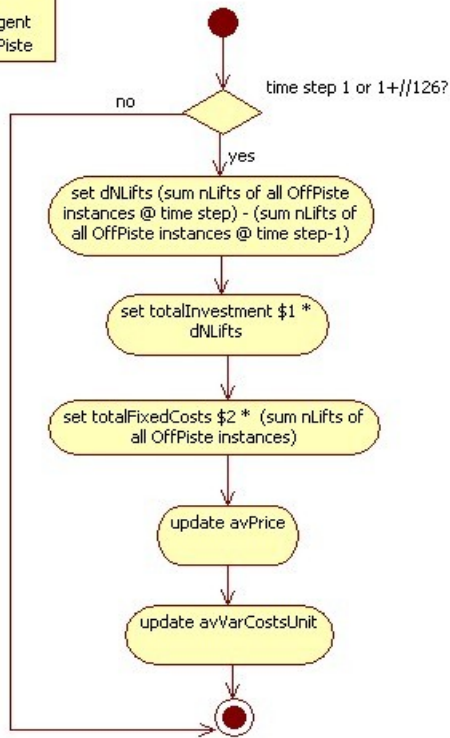 gent
Piste
time step 1 or 1+//126?
no
yes
set dNLifts (sum nLifts of all OffPiste
instances @ time step) - (sum nLifts of
all OffPiste instances @ time step-1)
set totalInvestment $1 *
dNLifts
set totalFixedCosts $2 * (sum nLifts of
all OffPiste instances)
update avPrice
update avVarCostsUnit